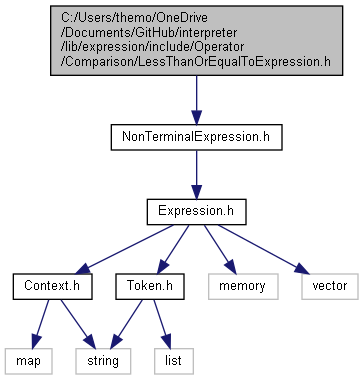 C:/Users/themo/OneDrive
/Documents/GitHub/interpreter
/lib/expression/include/Operator
/Comparison/LessThanOrEqualToExpression.h
NonTerminalExpression.h
Expression.h
Context.h
Token.h
memory
vector
map
string
list